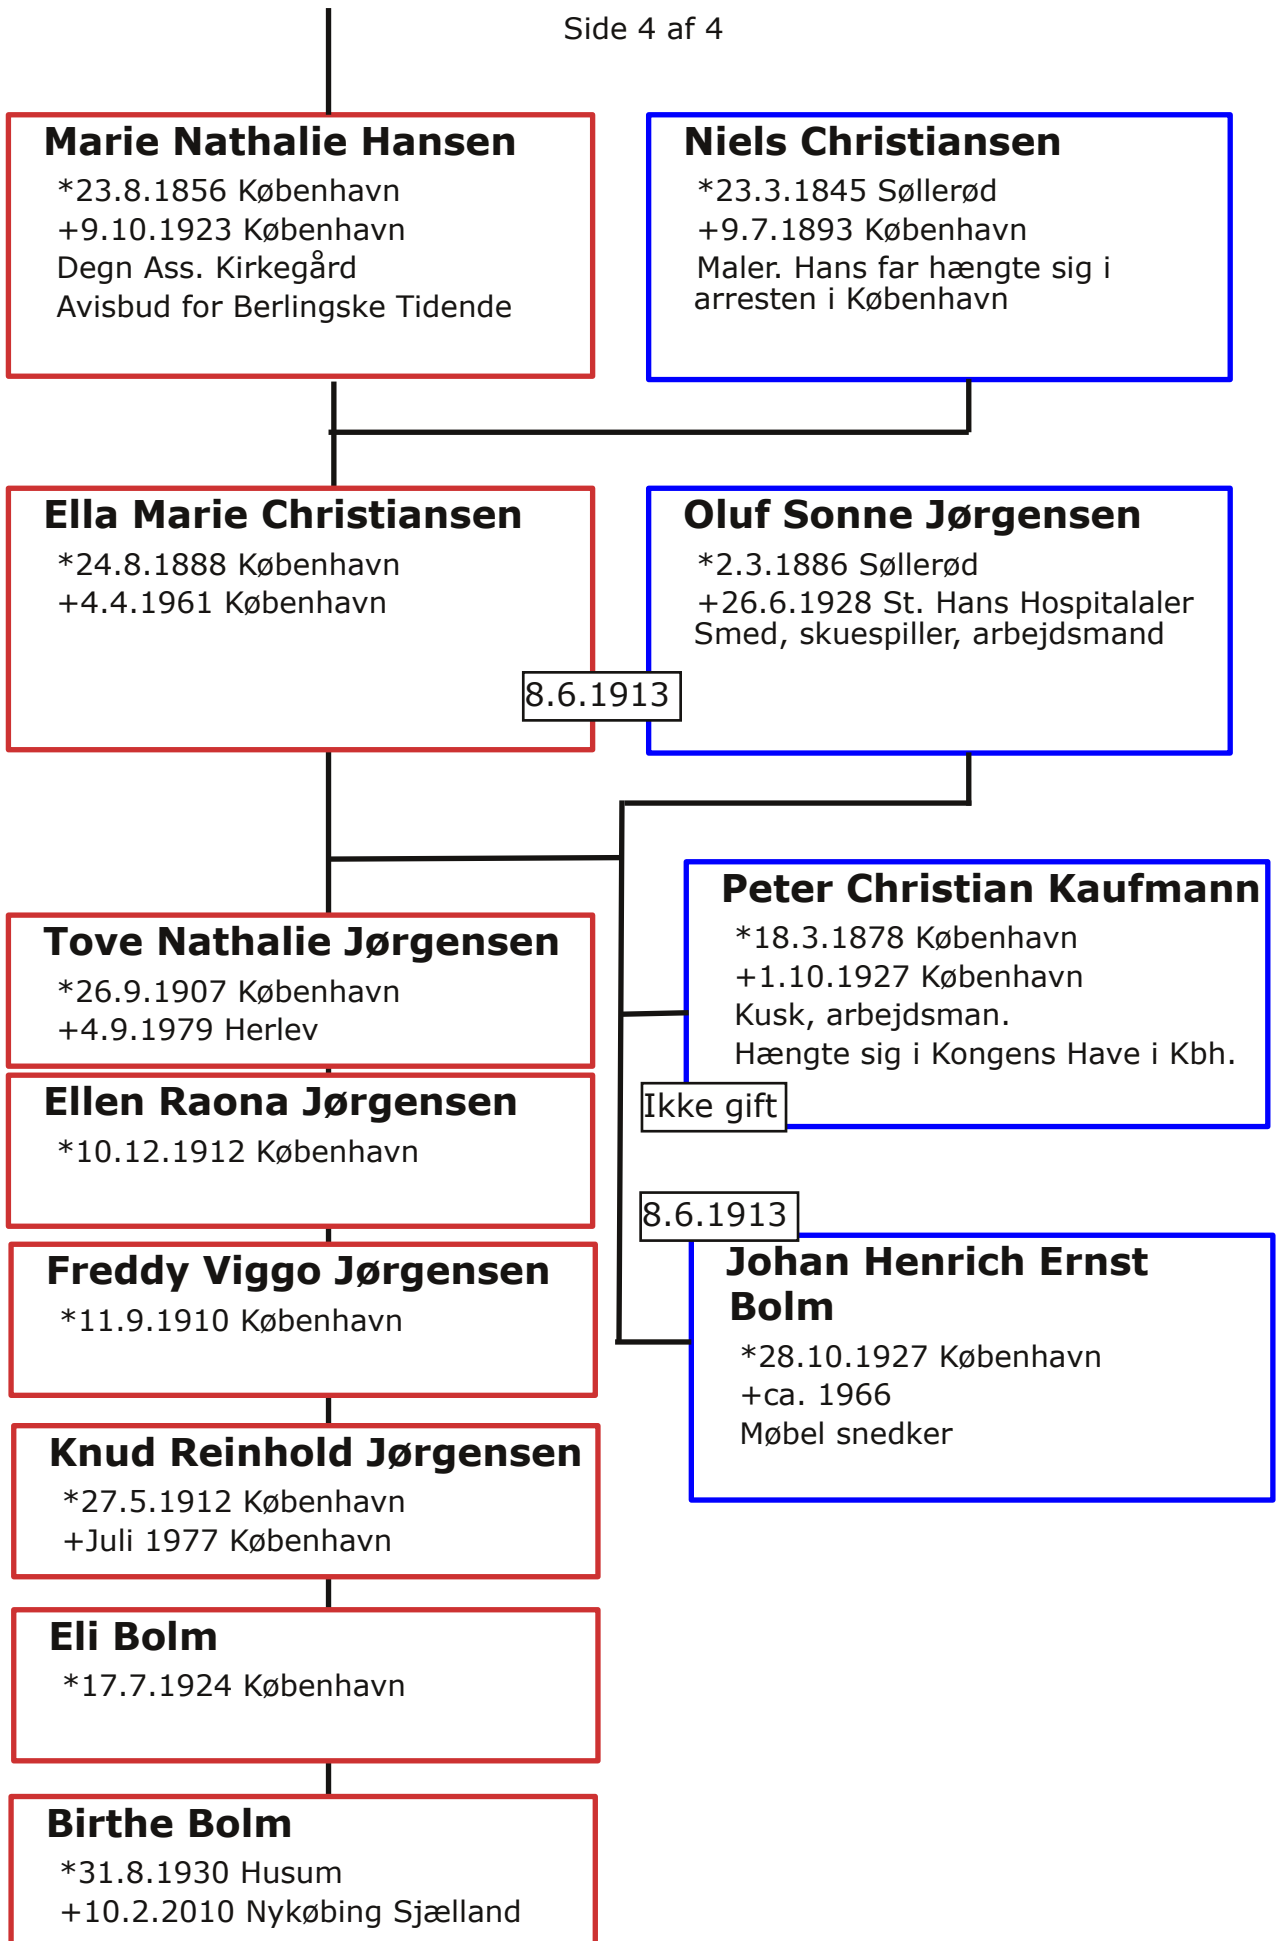 Side 4 af 4
Marie Nathalie Hansen
*23.8.1856 København
+9.10.1923 København
Degn Ass. Kirkegård
Avisbud for Berlingske Tidende
Niels Christiansen
*23.3.1845 Søllerød
+9.7.1893 København
Maler. Hans far hængte sig i
arresten i København
Ella Marie Christiansen
*24.8.1888 København
+4.4.1961 København
Oluf Sonne Jørgensen
*2.3.1886 Søllerød
+26.6.1928 St. Hans Hospitalaler
Smed, skuespiller, arbejdsmand
8.6.1913
Peter Christian Kaufmann
*18.3.1878 København
+1.10.1927 København
Kusk, arbejdsman.
Hængte sig i Kongens Have i Kbh.
Ikke gift
Tove Nathalie Jørgensen
*26.9.1907 København
+4.9.1979 Herlev
Ellen Raona Jørgensen
*10.12.1912 København
8.6.1913
Johan Henrich Ernst
Bolm
*28.10.1927 København
+ca. 1966
Møbel snedker
Freddy Viggo Jørgensen
*11.9.1910 København
Knud Reinhold Jørgensen
*27.5.1912 København
+Juli 1977 København
Eli Bolm
*17.7.1924 København
Birthe Bolm
*31.8.1930 Husum
+10.2.2010 Nykøbing Sjælland